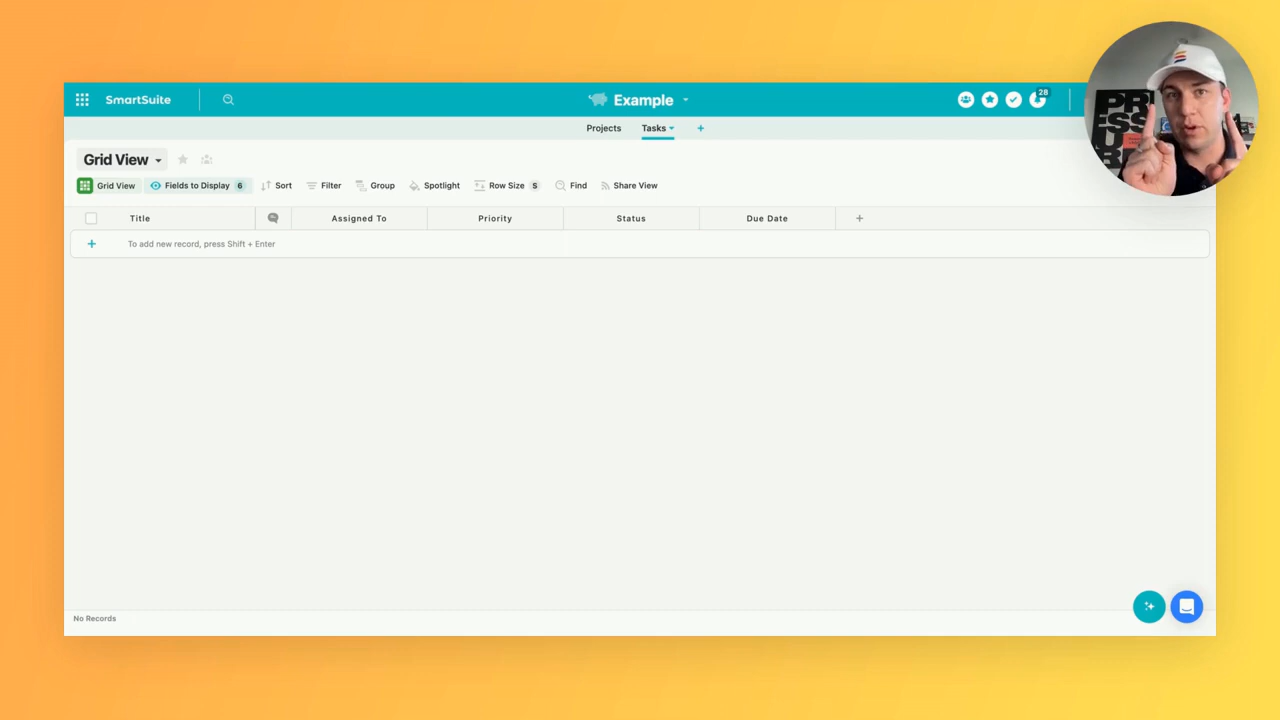 SmartSuite
Example
28
Projects
Tasks
Grid View
Grid View
Fields to Display 6
Sort
Filter
Group
Spotlight
Row Size S
Find
Share View
Title
Assigned To
Priority
Status
Due Date
To add new record, press Shift + Enter
No Records
PR
ESS
U
R